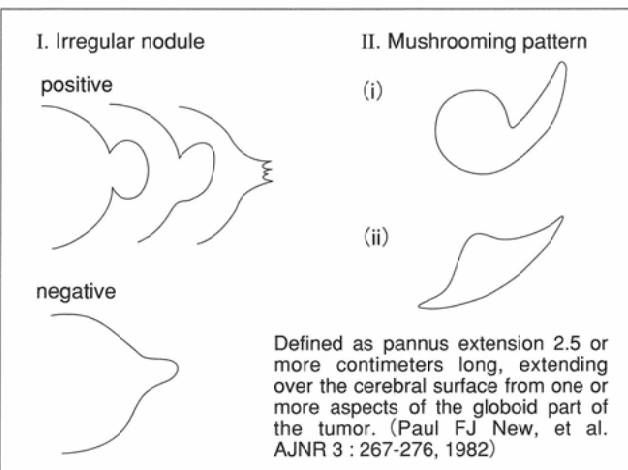 I. Irregular nodule
positive
negative
II. Mushrooming pattern
(i)
(ii)
Defined as pannus extension 2.5 or
more contimeters long, extending
over the cerebral surface from one or
more aspects of the globoid part of
the tumor. (Paul FJ New, et al.
AJNR 3 : 267-276, 1982)